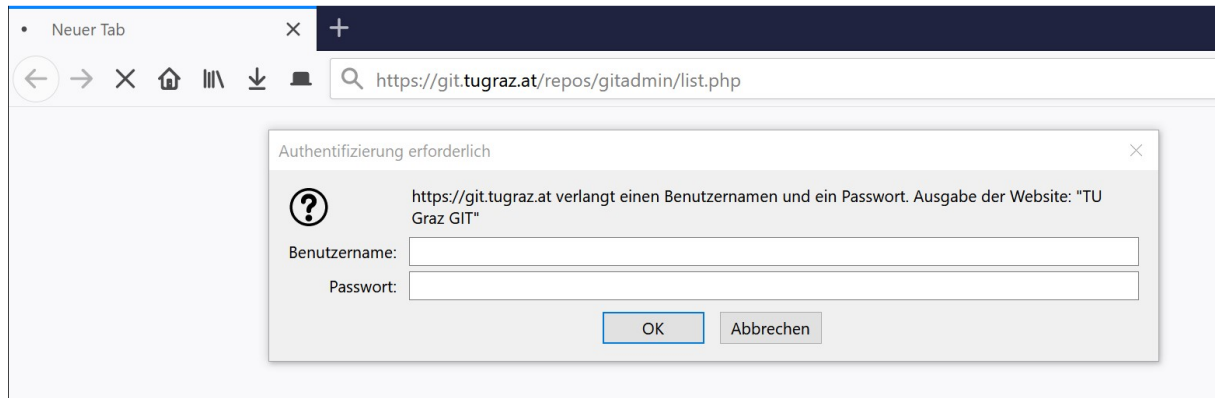 Neuer Tab
https://git.tugraz.at/repos/gitadmin/list.php
Authentifizierung erforderlich
https://git.tugraz.at verlangt einen Benutzernamen und ein Passwort. Ausgabe der Website: "TU
Graz GIT"
Benutzername:
Passwort:
OK Abbrechen